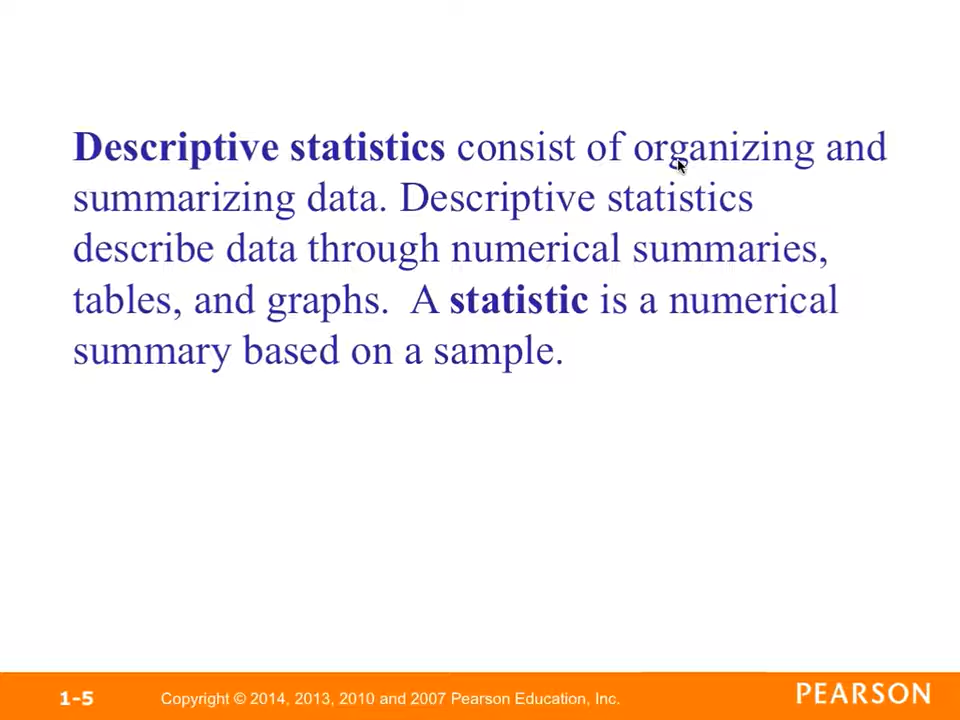 Descriptive statistics consist of organizing and
summarizing data. Descriptive statistics
describe data through numerical summaries,
tables, and graphs.  A statistic is a numerical
summary based on a sample.
1-5
Copyright © 2014, 2013, 2010 and 2007 Pearson Education, Inc.
PEARSON